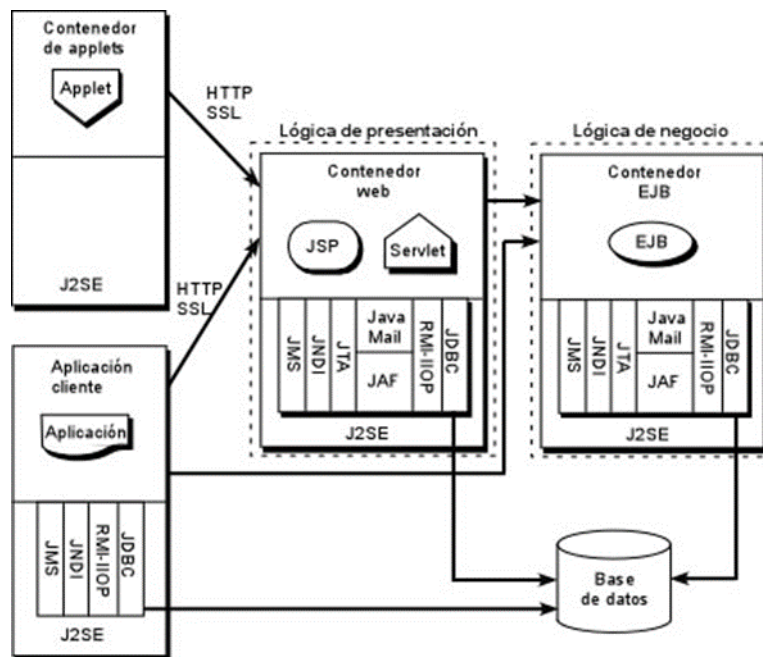 Contenedor
de applets
Applet
J2SE
HTTP
SSL
HTTP
SSL
Aplicación
cliente
Aplicación
JMS
JNDI
RMI-IIOP
JDBC
J2SE
Lógica de presentación
Contenedor
web
JSP
Servlet
JMS
JNDI
JTA
Java
Mail
JAF
RMI-IIOP
JDBC
J2SE
Lógica de negocio
Contenedor
EJB
EJB
JMS
JNDI
JTA
Java
Mail
JAF
RMI-IIOP
JDBC
J2SE
Base
de datos